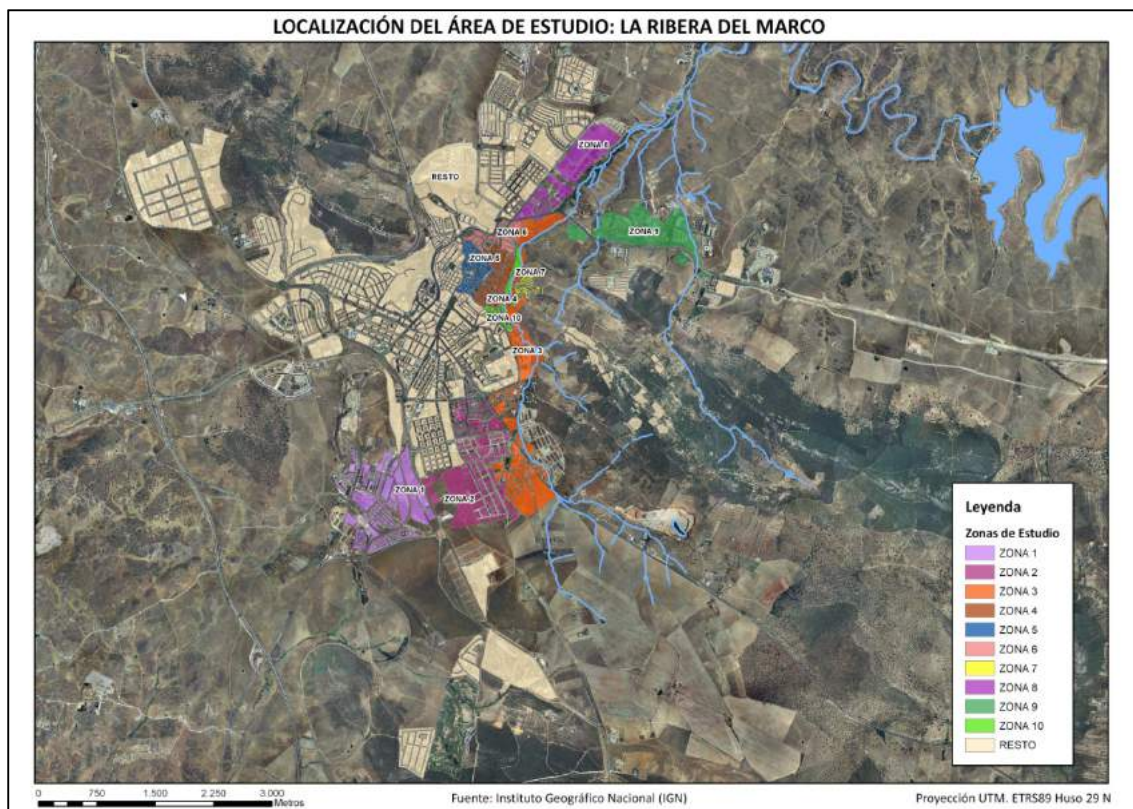 LOCALIZACIÓN DEL ÁREA DE ESTUDIO: LA RIBERA DEL MARCO
ZONA 8
RESTO
ZONA 6
ZONA 9
ZONA 5
ZONA 7
ZONA 4
ZONA 10
ZONA 3
ZONA 1
ZONA 2
Leyenda
Zonas de Estudio
ZONA 1
ZONA 2
ZONA 3
ZONA 4
ZONA 5
ZONA 6
ZONA 7
ZONA 8
ZONA 9
ZONA 10
RESTO
0 750 1.500 2.250 3.000
Metros
Fuente: Instituto Geográfico Nacional (IGN)
Proyección UTM. ETRS89 Huso 29 N